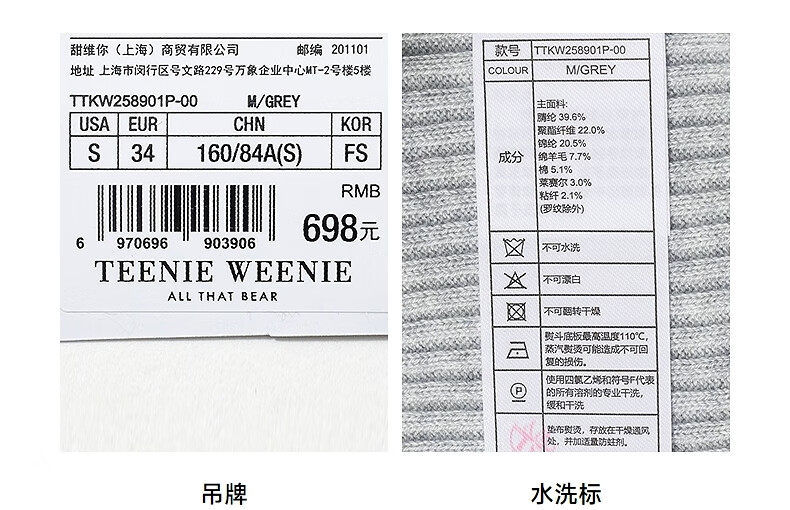 甜维你（上海）商贸有限公司 邮编 201101
地址 上海市闵行区号文路229号万象企业中心MT-2号楼5楼
TTKW258901P-00 M/GREY
USA EUR CHN KOR
S 34 160/84A(S) FS
RMB
698元
6 970696 903906
TEENIE WEENIE
ALL THAT BEAR
吊牌
款号 TTKW258901P-00
COLOUR M/GREY
成分
主面料:
腈纶 39.6%
聚酯纤维 22.0%
锦纶 20.5%
绵羊毛 7.7%
棉 5.1%
莱赛尔 3.0%
粘纤 2.1%
(罗纹除外)
不可水洗
不可漂白
不可翻转干燥
熨斗底板最高温度110℃,
蒸汽熨烫可能造成不可回
复的损伤。
P
使用四氯乙烯和符号F代表
的所有溶剂的专业干洗,
缓和干洗
垫布熨烫，存放在干燥通风
处，并加适量防蛀剂。
水洗标